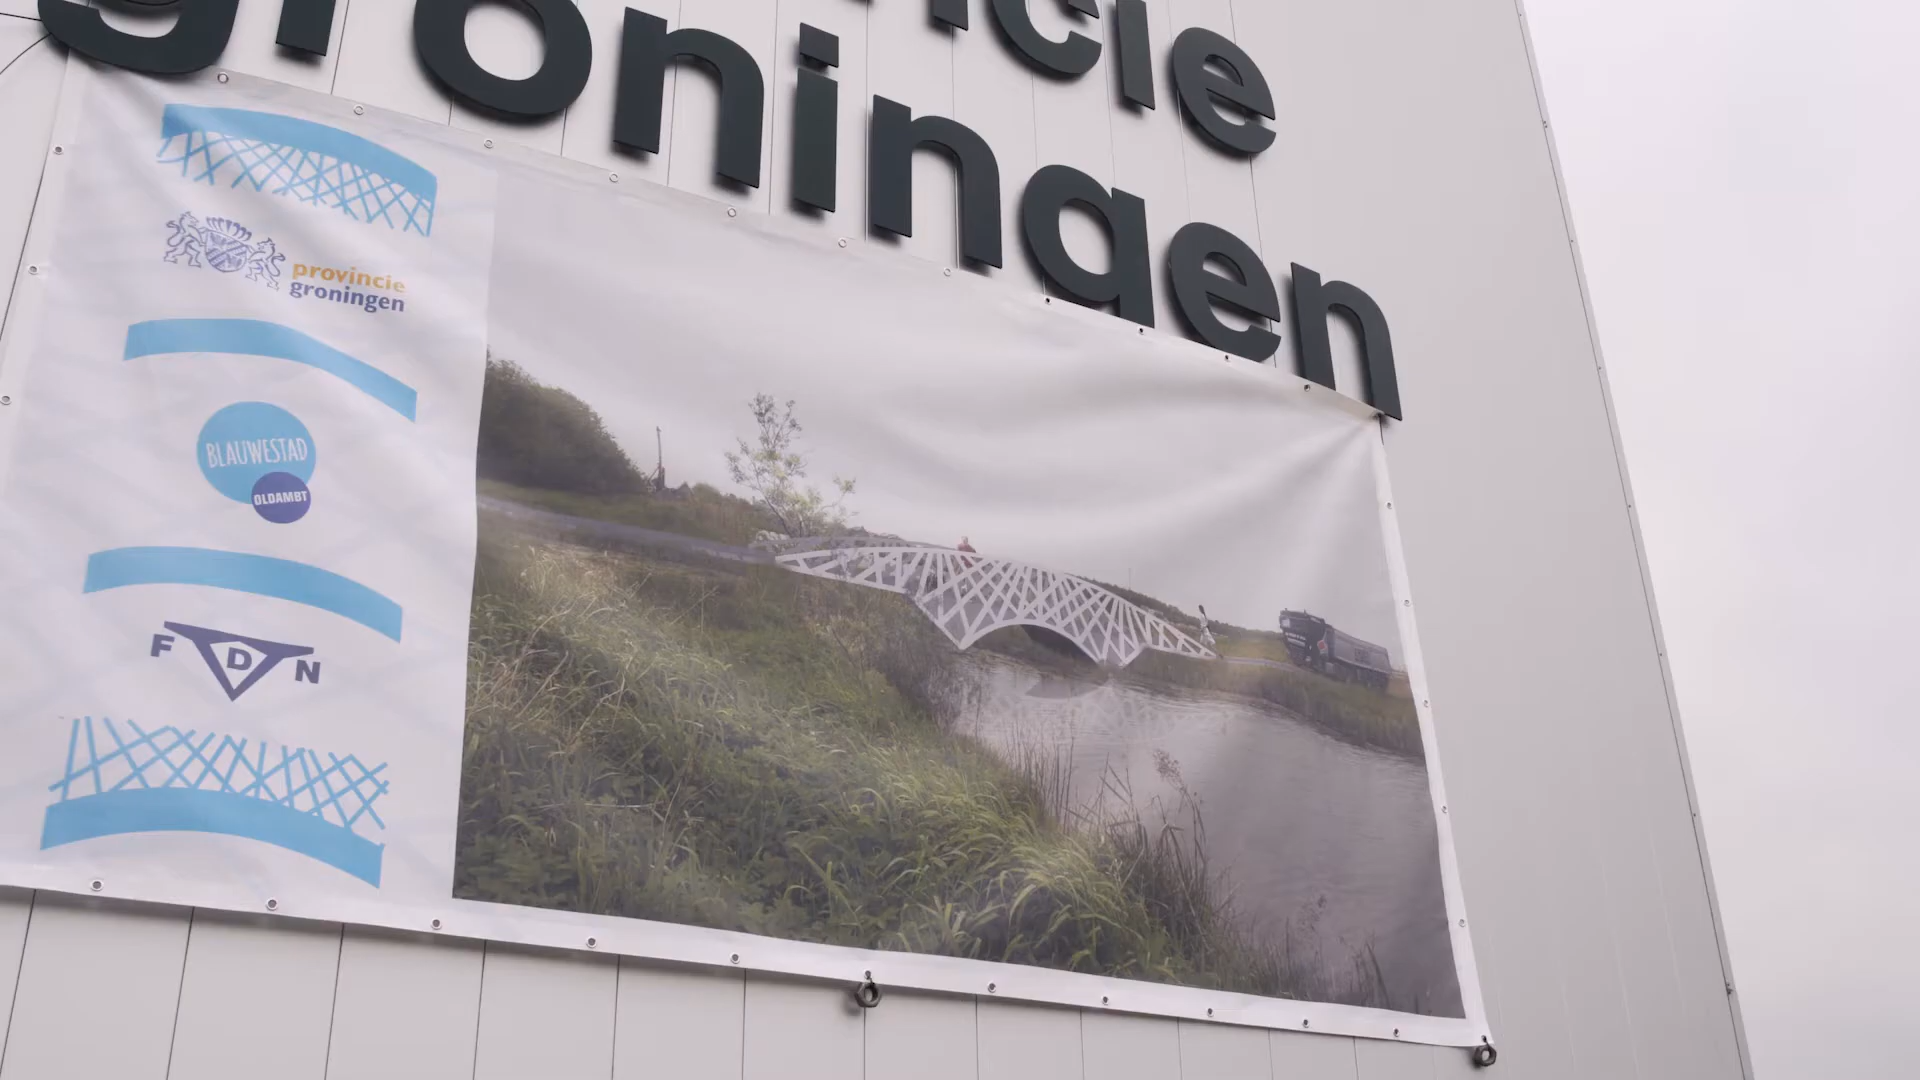 groningen
provincie
groningen
BLAUWESTAD
OLDAMBT
F D N